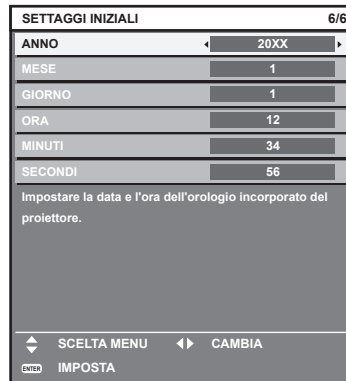 SETTAGGI INIZIALI 6/6
ANNO 20XX
MESE 1
GIORNO 1
ORA 12
MINUTI 34
SECONDI 56
Impostare la data e l'ora dell'orologio incorporato del
proiettore.
SCELTA MENU CAMBIA
ENTER IMPOSTA